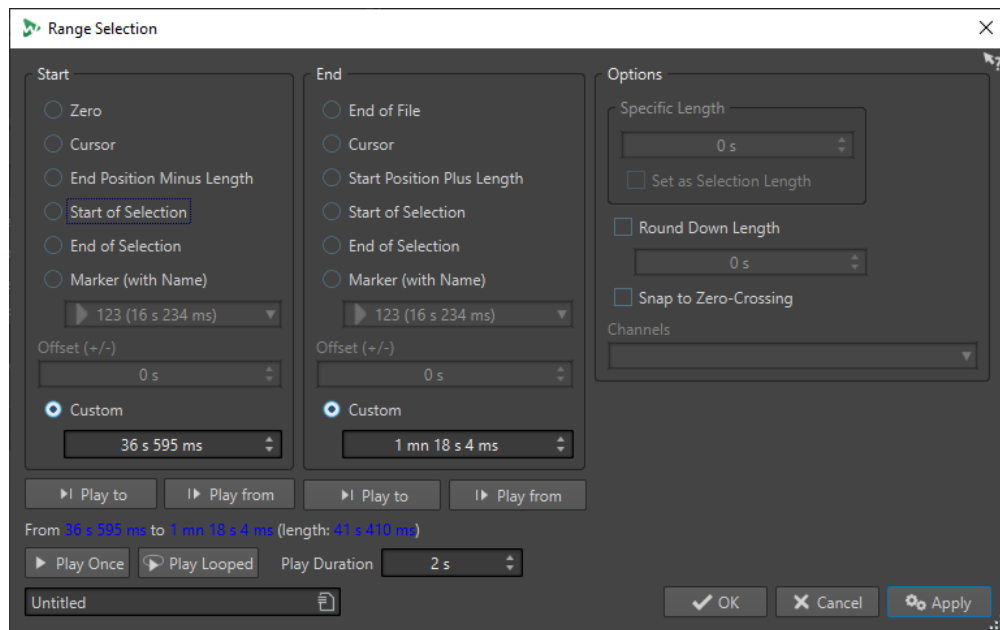 Range Selection
Start
Zero
Cursor
End Position Minus Length
Start of Selection
End of Selection
Marker (with Name)
123 (16 s 234 ms)
Offset (+/-)
0 s
Custom
36 s 595 ms
Play to
Play from
End
End of File
Cursor
Start Position Plus Length
Start of Selection
End of Selection
Marker (with Name)
123 (16 s 234 ms)
Offset (+/-)
0 s
Custom
1 mn 18 s 4 ms
Play to
Play from
Options
Specific Length
0 s
Set as Selection Length
Round Down Length
0 s
Snap to Zero-Crossing
Channels
From 36 s 595 ms to 1 mn 18 s 4 ms (length: 41 s 410 ms)
Play Once
Play Looped
Play Duration
2 s
Untitled
OK
Cancel
Apply